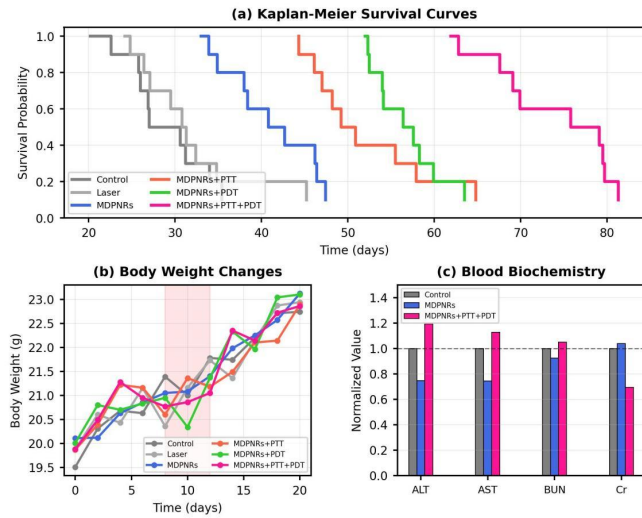 (a) Kaplan-Meier Survival Curves
Survival Probability
1.0
0.8
0.6
0.4
0.2
0.0
Control
Laser
MDPNRs
MDPNRs+PTT
MDPNRs+PDT
MDPNRs+PTT+PDT
20 30 40 50 60 70 80
Time (days)
(b) Body Weight Changes
Body Weight (g)
23.0
22.5
22.0
21.5
21.0
20.5
20.0
19.5
Control
Laser
MDPNRs
MDPNRs+PTT
MDPNRs+PDT
MDPNRs+PTT+PDT
0 5 10 15 20
Time (days)
(c) Blood Biochemistry
Normalized Value
1.4
1.2
1.0
0.8
0.6
0.4
0.2
0.0
Control
MDPNRs
MDPNRs+PTT+PDT
ALT AST BUN Cr